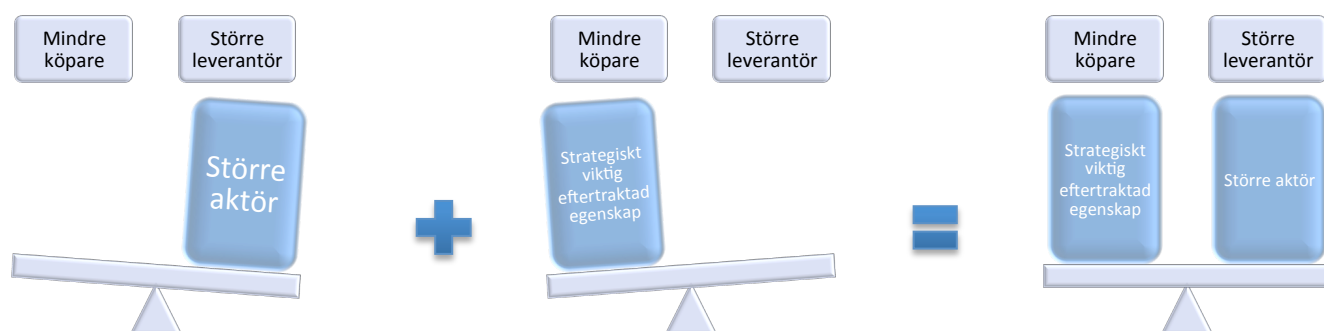 Mindre
köpare
Större
leverantör
Större
aktör
Mindre
köpare
Större
leverantör
Strategiskt
viktig
eftertraktad
egenskap
Mindre
köpare
Större
leverantör
Strategiskt
viktig
eftertraktad
egenskap
Större aktör